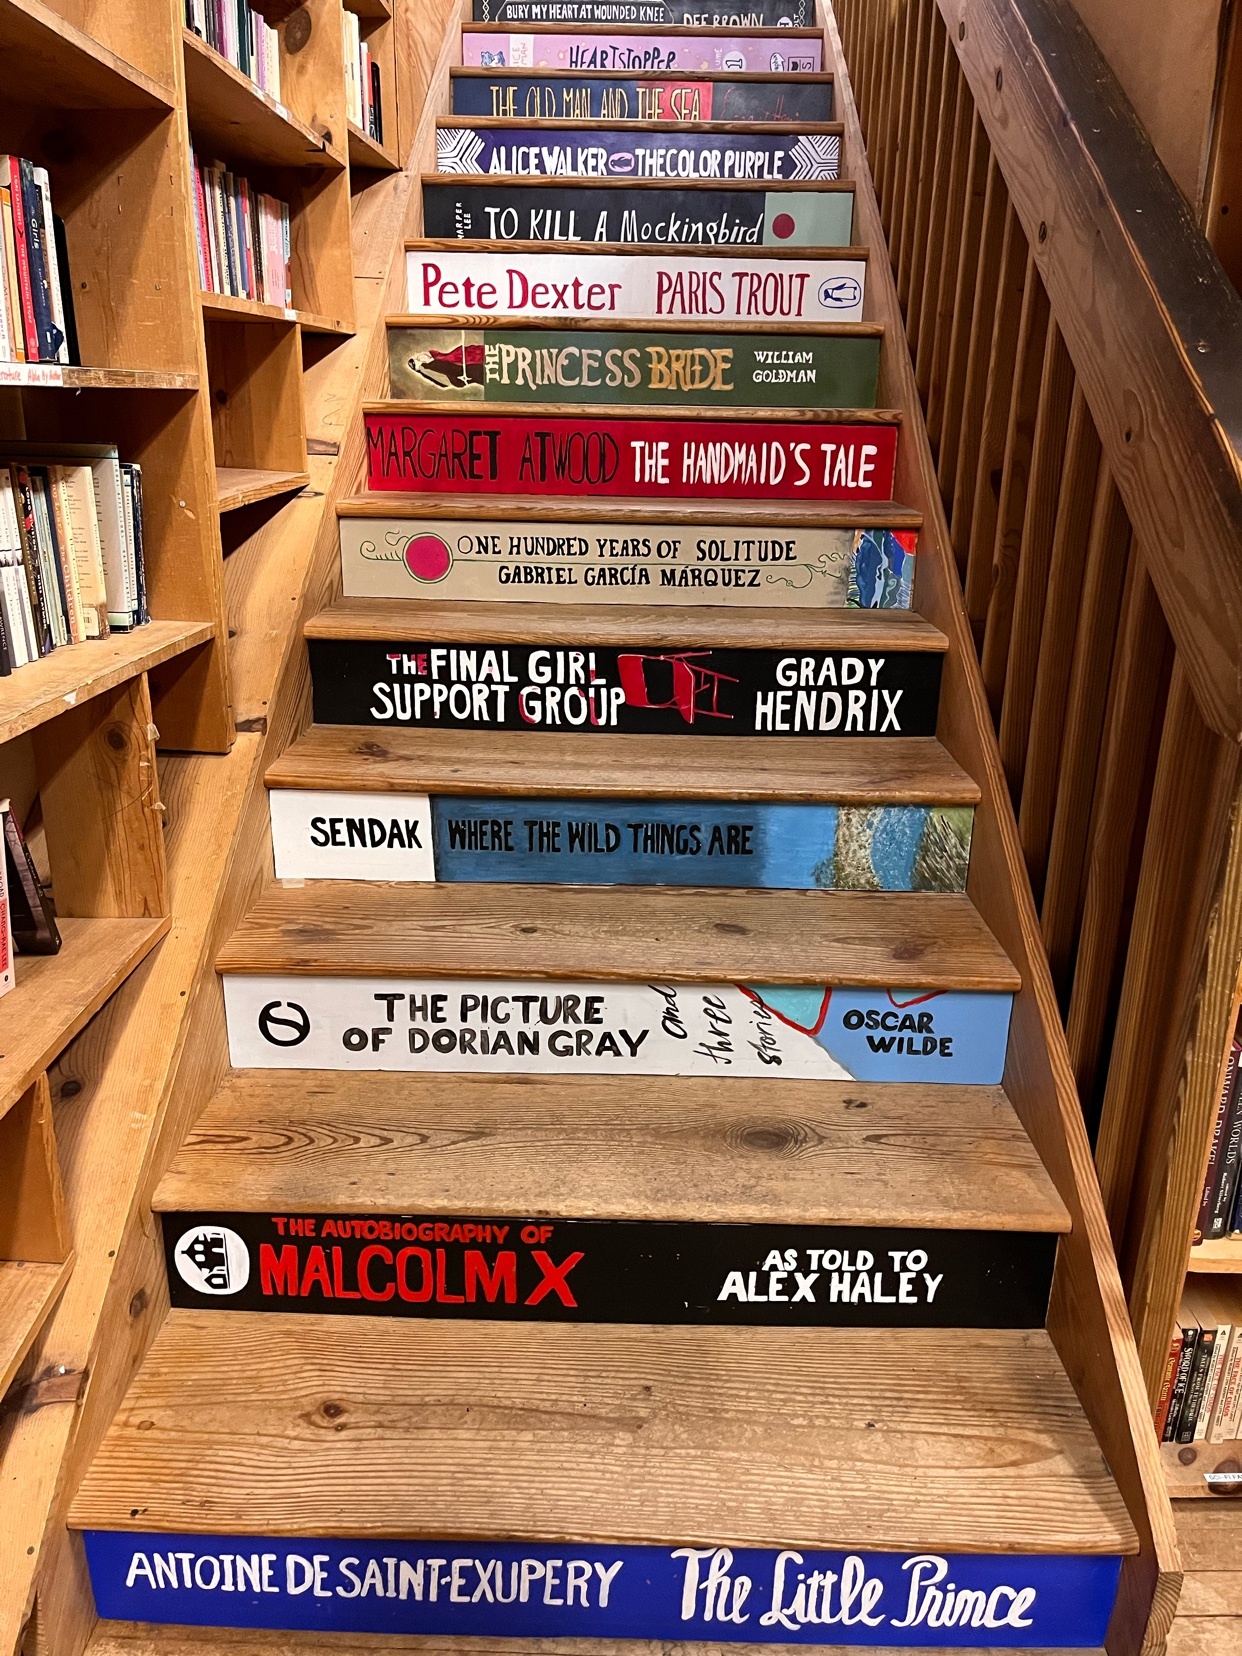 BURY MY HEART AT WOUNDED KNEE DEE BROWN
HEARTSTOPPER 1
THE OLD MAN AND THE SEA
ALICE WALKER THE COLOR PURPLE
HARPER LEE TO KILL A Mockingbird
Pete Dexter PARIS TROUT
THE PRINCESS BRIDE WILLIAM
GOLDMAN
MARGARET ATWOOD THE HANDMAID'S TALE
ONE HUNDRED YEARS OF SOLITUDE
GABRIEL GARCÍA MÁRQUEZ
THE FINAL GIRL
SUPPORT GROUP
GRADY
HENDRIX
SENDAK WHERE THE WILD THINGS ARE
THE PICTURE
OF DORIAN GRAY
and
three
stories
OSCAR
WILDE
THE AUTOBIOGRAPHY OF
MALCOLM X
AS TOLD TO
ALEX HALEY
ANTOINE DE SAINT-EXUPERY The Little Prince